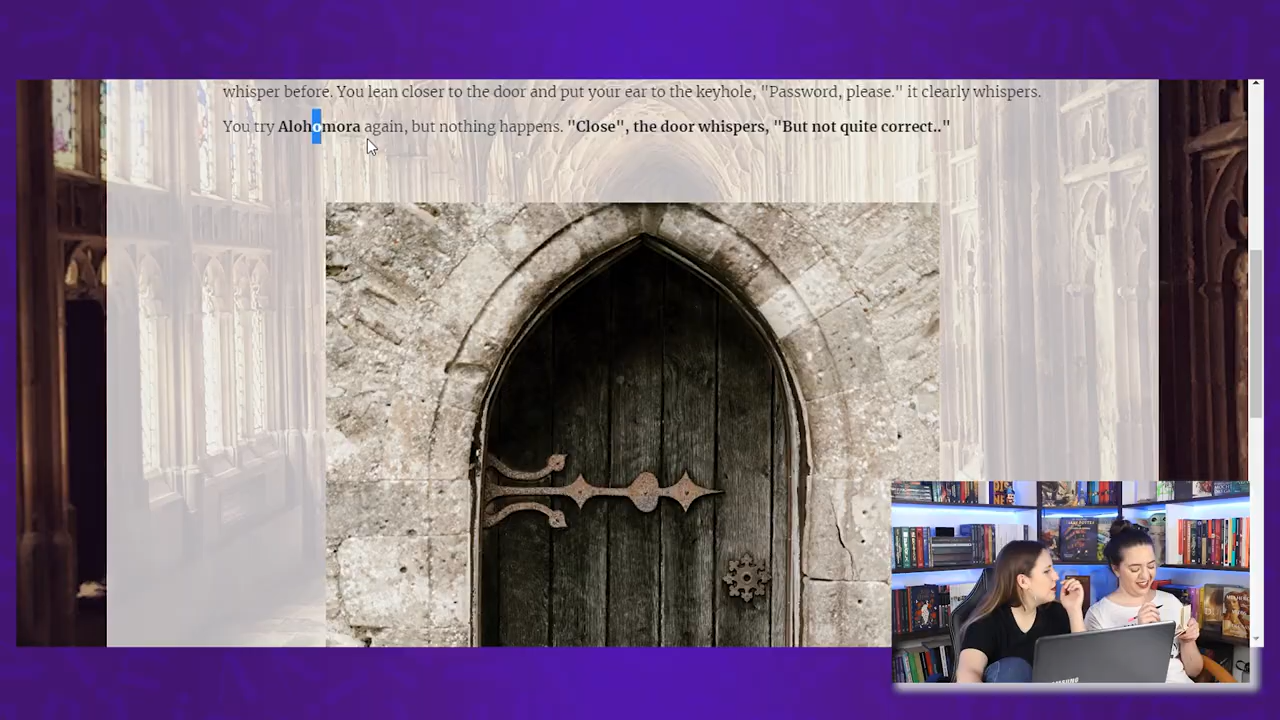 whisper before. You lean closer to the door and put your ear to the keyhole, "Password, please." it clearly whispers.
You try Alohomora again, but nothing happens. "Close", the door whispers, "But not quite correct.."